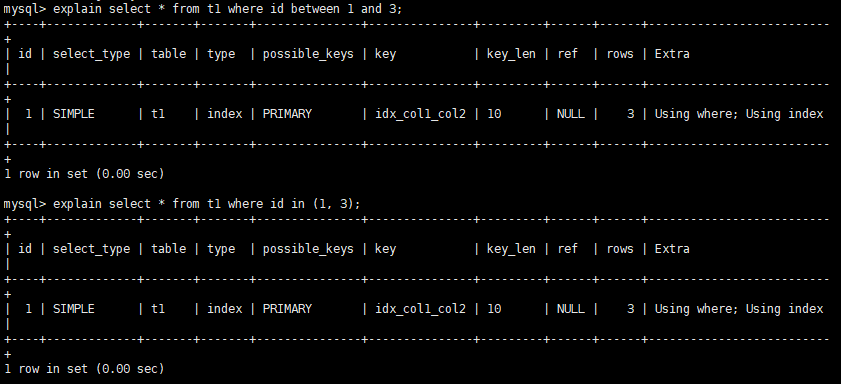 mysql> explain select * from t1 where id between 1 and 3;
+----+-------------+-------+-------+---------------+---------------+---------+------+------+--------------------------
+
| id | select_type | table | type  | possible_keys | key           | key_len | ref  | rows | Extra
|
+----+-------------+-------+-------+---------------+---------------+---------+------+------+--------------------------
+
|  1 | SIMPLE      | t1    | index | PRIMARY       | idx_col1_col2 | 10      | NULL |    3 | Using where; Using index
|
+----+-------------+-------+-------+---------------+---------------+---------+------+------+--------------------------
+
1 row in set (0.00 sec)

mysql> explain select * from t1 where id in (1, 3);
+----+-------------+-------+-------+---------------+---------------+---------+------+------+--------------------------
+
| id | select_type | table | type  | possible_keys | key           | key_len | ref  | rows | Extra
|
+----+-------------+-------+-------+---------------+---------------+---------+------+------+--------------------------
+
|  1 | SIMPLE      | t1    | index | PRIMARY       | idx_col1_col2 | 10      | NULL |    3 | Using where; Using index
|
+----+-------------+-------+-------+---------------+---------------+---------+------+------+--------------------------
+
1 row in set (0.00 sec)